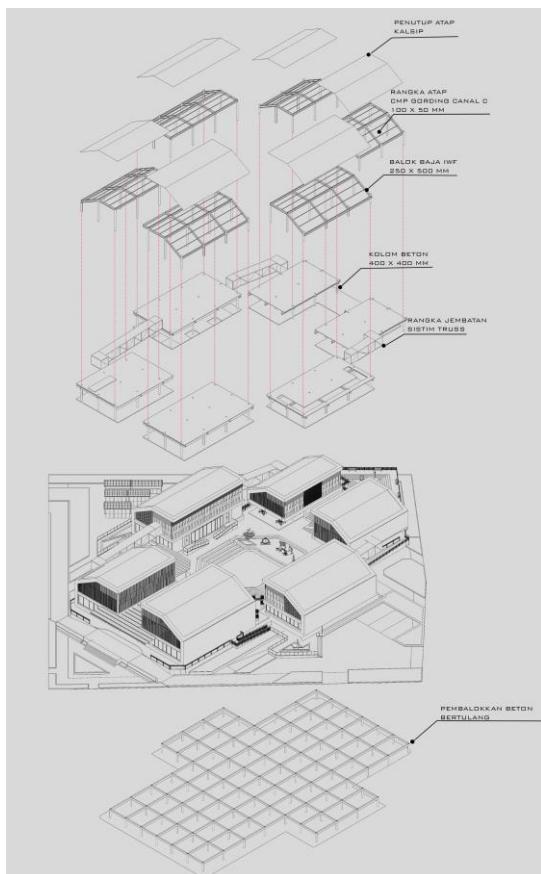 PENUTUP ATAP
KALSIP
RANGKA ATAP
CMP GORDING CANAL C
100 X 50 MM
BALOK BAJA IWF
250 X 500 MM
KOLOM BETON
400 X 400 MM
RANGKA JEMBATAN
SISTIM TRUSS
PEMBALOKKAN BETON
BERTULANG